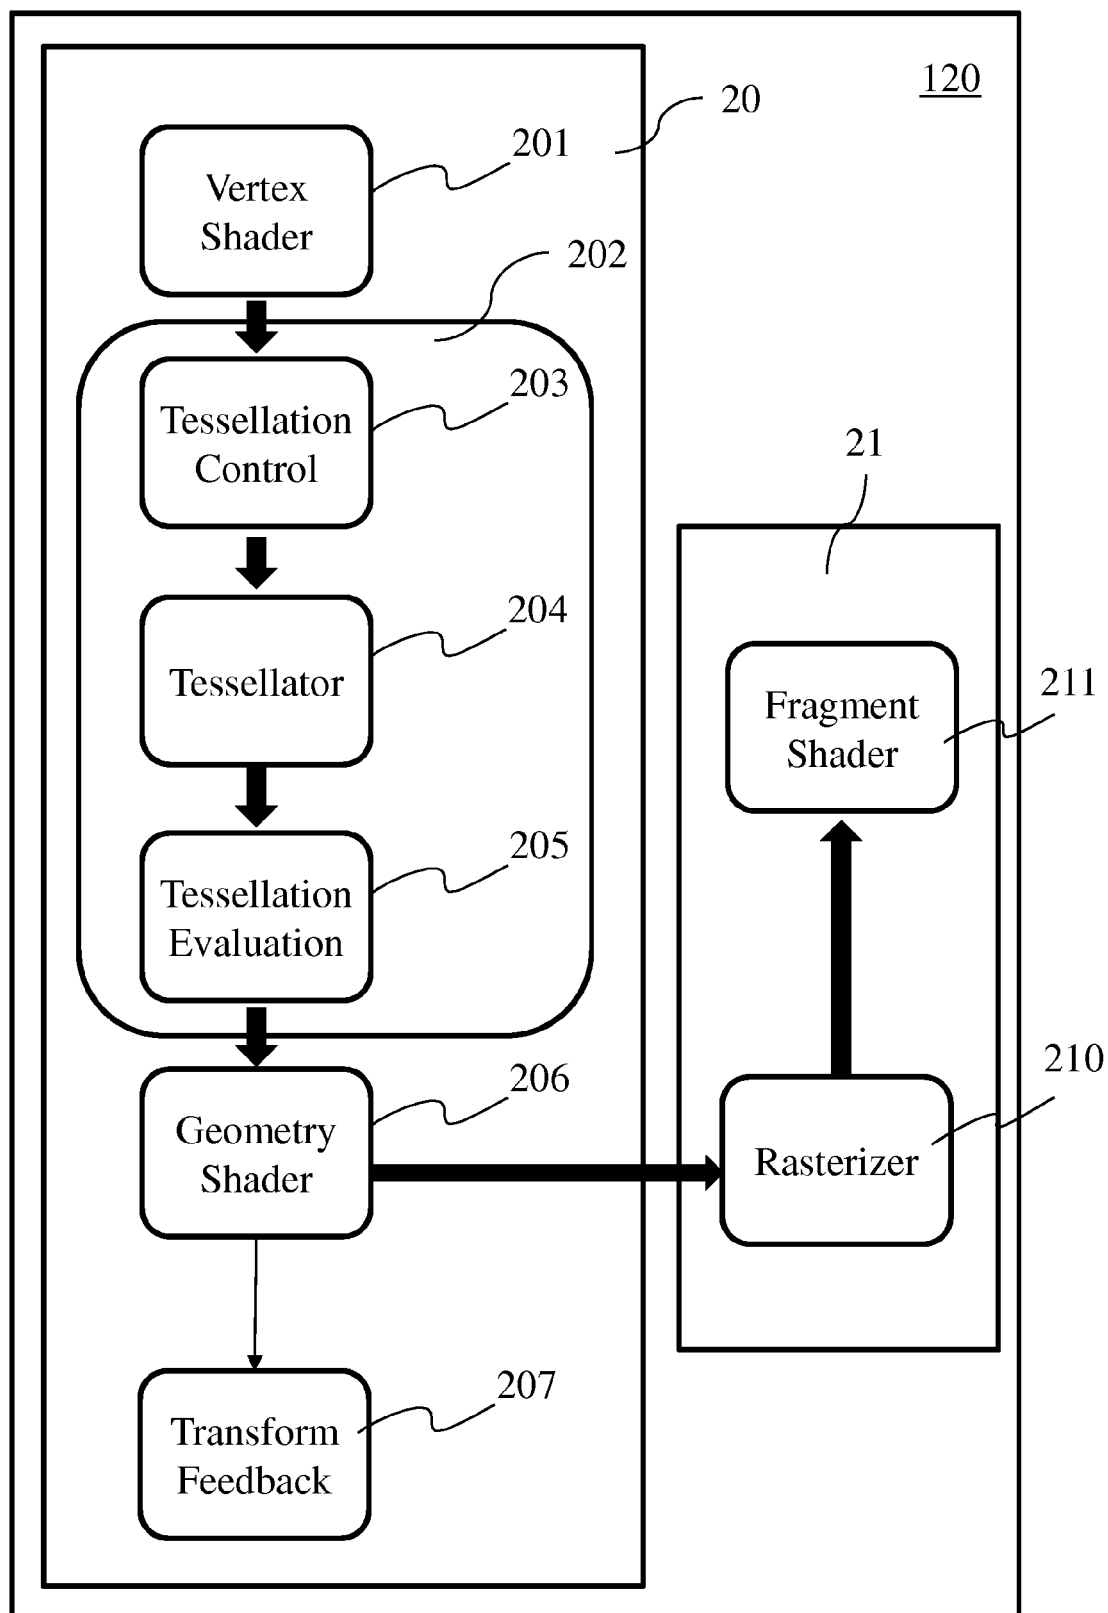 120
20
201
Vertex
Shader
202
203
Tessellation
Control
204
Tessellator
205
Tessellation
Evaluation
206
Geometry
Shader
207
Transform
Feedback
21
211
Fragment
Shader
210
Rasterizer